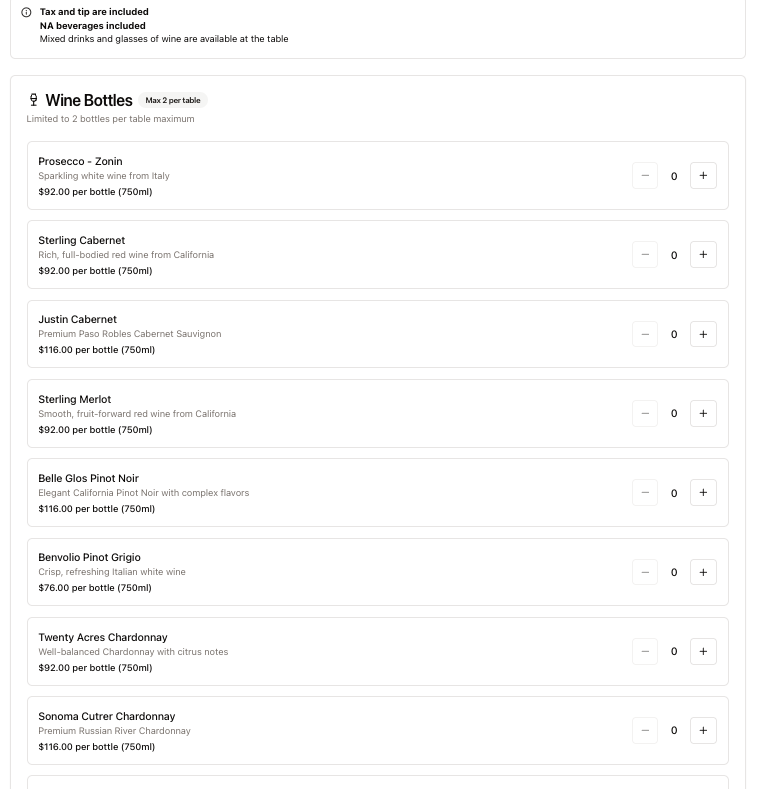 Tax and tip are included
NA beverages included
Mixed drinks and glasses of wine are available at the table
Wine Bottles Max 2 per table
Limited to 2 bottles per table maximum
Prosecco - Zonin
Sparkling white wine from Italy
$92.00 per bottle (750ml)
− 0 +
Sterling Cabernet
Rich, full-bodied red wine from California
$92.00 per bottle (750ml)
− 0 +
Justin Cabernet
Premium Paso Robles Cabernet Sauvignon
$116.00 per bottle (750ml)
− 0 +
Sterling Merlot
Smooth, fruit-forward red wine from California
$92.00 per bottle (750ml)
− 0 +
Belle Glos Pinot Noir
Elegant California Pinot Noir with complex flavors
$116.00 per bottle (750ml)
− 0 +
Benvolio Pinot Grigio
Crisp, refreshing Italian white wine
$76.00 per bottle (750ml)
− 0 +
Twenty Acres Chardonnay
Well-balanced Chardonnay with citrus notes
$92.00 per bottle (750ml)
− 0 +
Sonoma Cutrer Chardonnay
Premium Russian River Chardonnay
$116.00 per bottle (750ml)
− 0 +